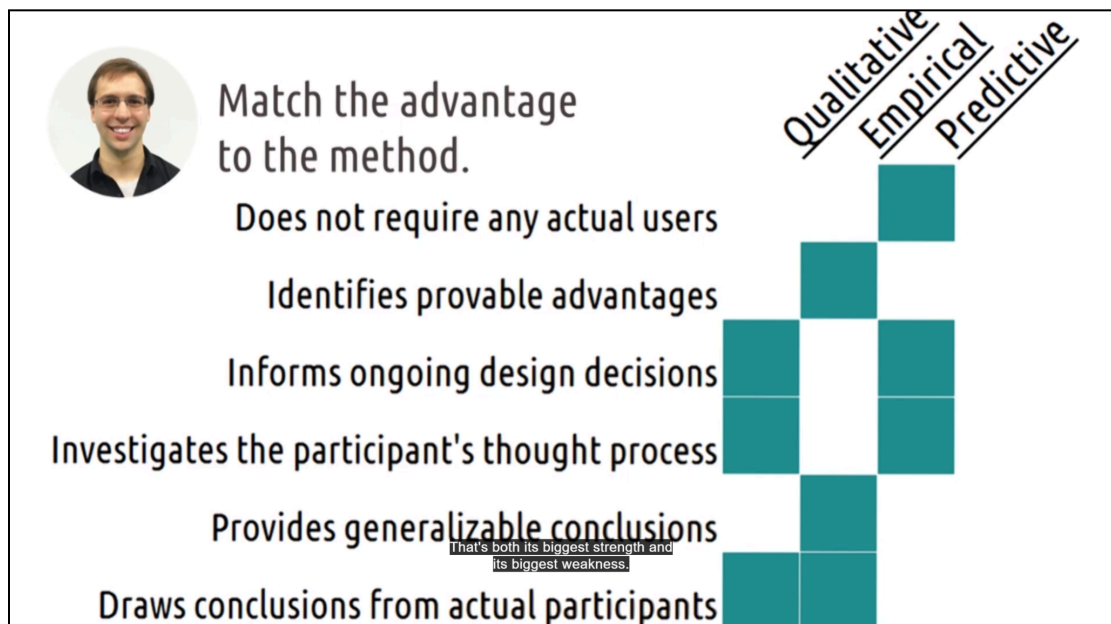 Match the advantage
to the method.
Qualitative
Empirical
Predictive
Does not require any actual users
Identifies provable advantages
Informs ongoing design decisions
Investigates the participant's thought process
Provides generalizable conclusions
That's both its biggest strength and
its biggest weakness.
Draws conclusions from actual participants